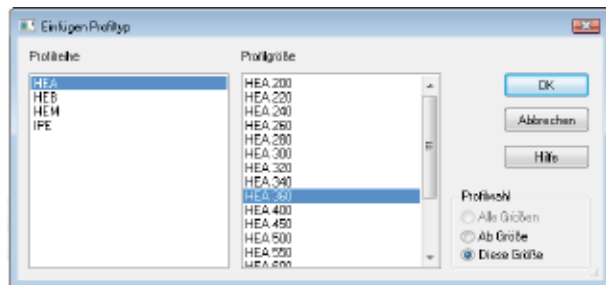 Einfügen Profiltyp
Profilreihe
HEA
HEB
HEM
IPE
Profilgröße
HEA 200
HEA 220
HEA 240
HEA 260
HEA 280
HEA 300
HEA 320
HEA 340
HEA 360
HEA 400
HEA 450
HEA 500
HEA 550
HEA 600
OK
Abbrechen
Hilfe
Profilwahl
Alle Größen
Ab Größe
Diese Größe